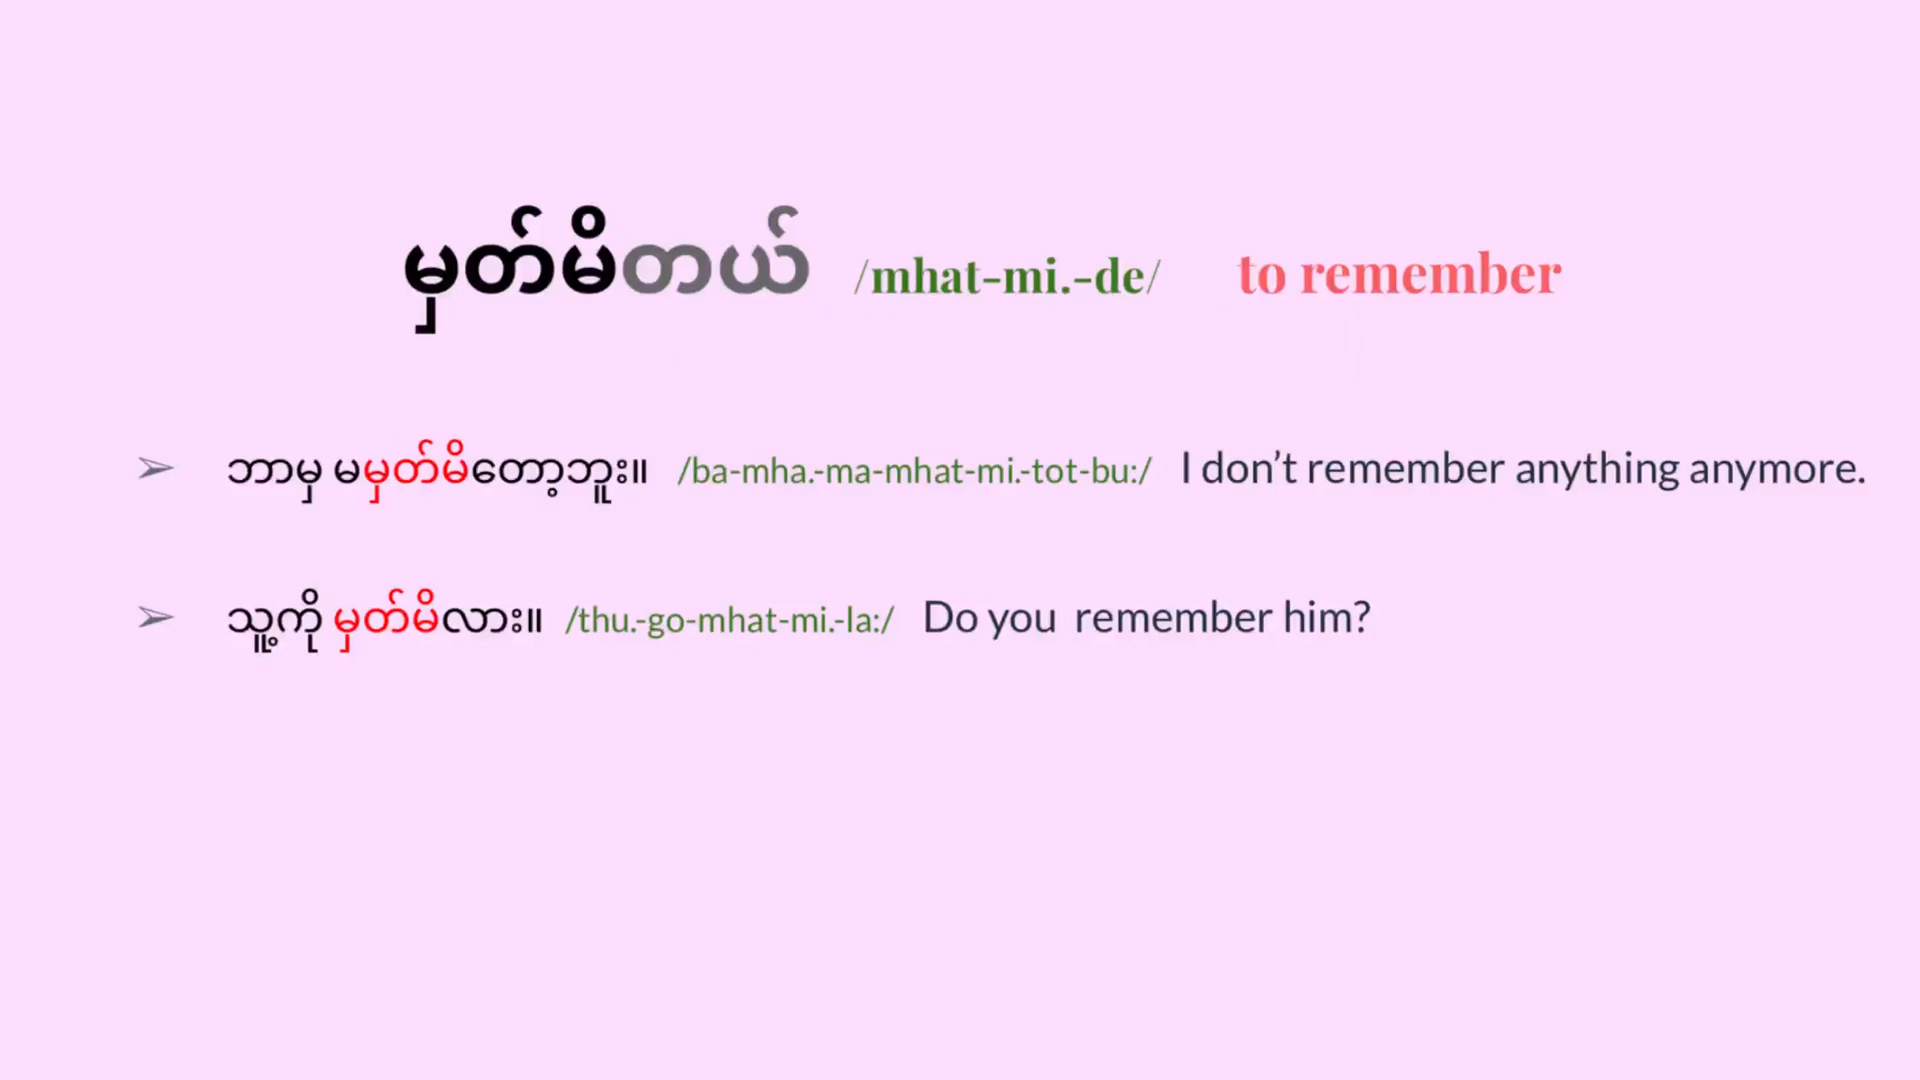 မှတ်မိတယ် /mhat-mi.-de/ to remember
➢ ဘာမှ မမှတ်မိတော့ဘူး။ /ba-mha.-ma-mhat-mi.-tot-bu:/ I don’t remember anything anymore.
➢ သူ့ကို မှတ်မိလား။ /thu.-go-mhat-mi.-la:/ Do you remember him?